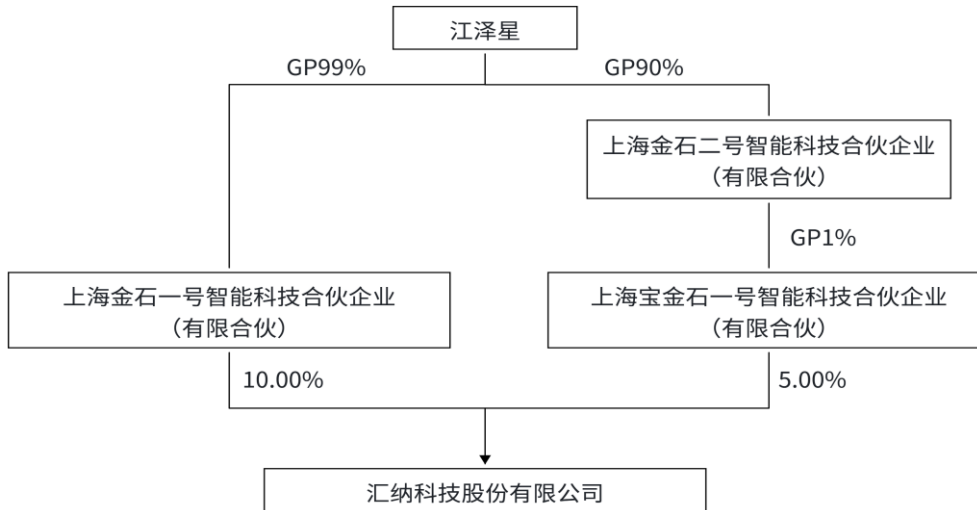 江泽星
GP99%
GP90%
上海金石二号智能科技合伙企业
（有限合伙）
GP1%
上海金石一号智能科技合伙企业
（有限合伙）
上海宝金石一号智能科技合伙企业
（有限合伙）
10.00%
5.00%
汇纳科技股份有限公司